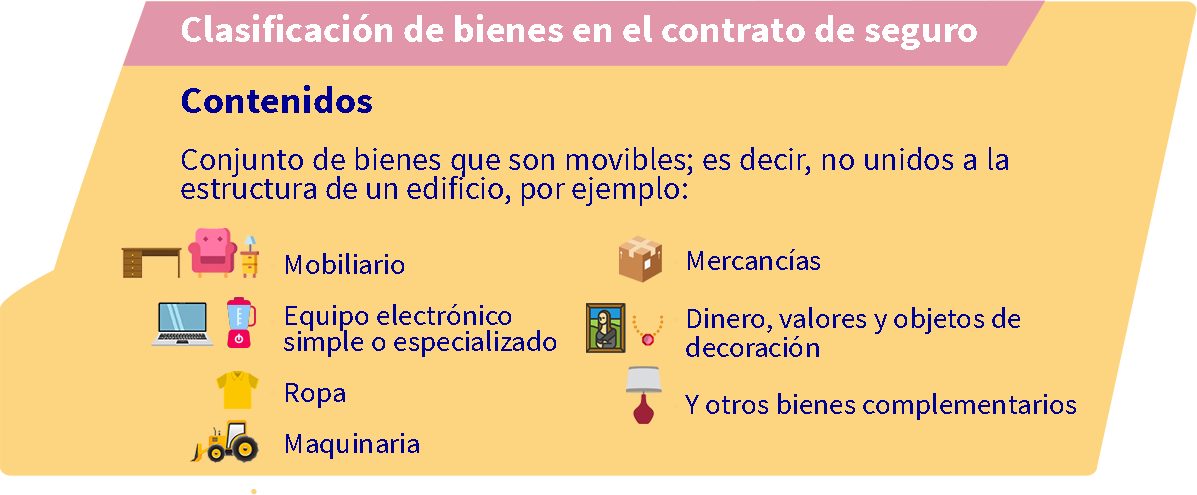 Clasificación de bienes en el contrato de seguro
Contenidos
Conjunto de bienes que son movibles; es decir, no unidos a la
estructura de un edificio, por ejemplo:
Mobiliario
Equipo electrónico
simple o especializado
Ropa
Maquinaria
Mercancías
Dinero, valores y objetos de
decoración
Y otros bienes complementarios